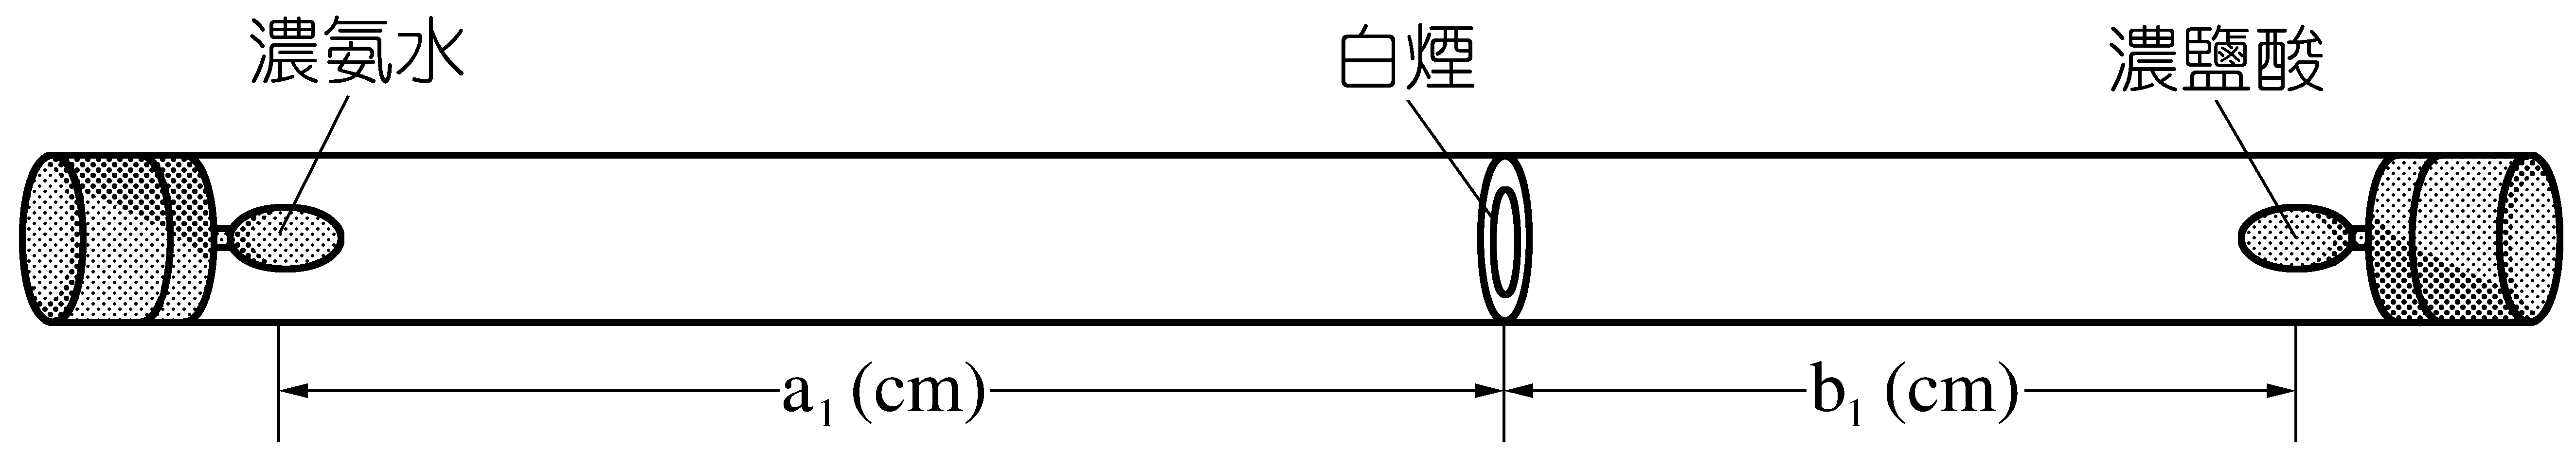 濃氨水
白煙
濃鹽酸
a₁ (cm)
b₁ (cm)